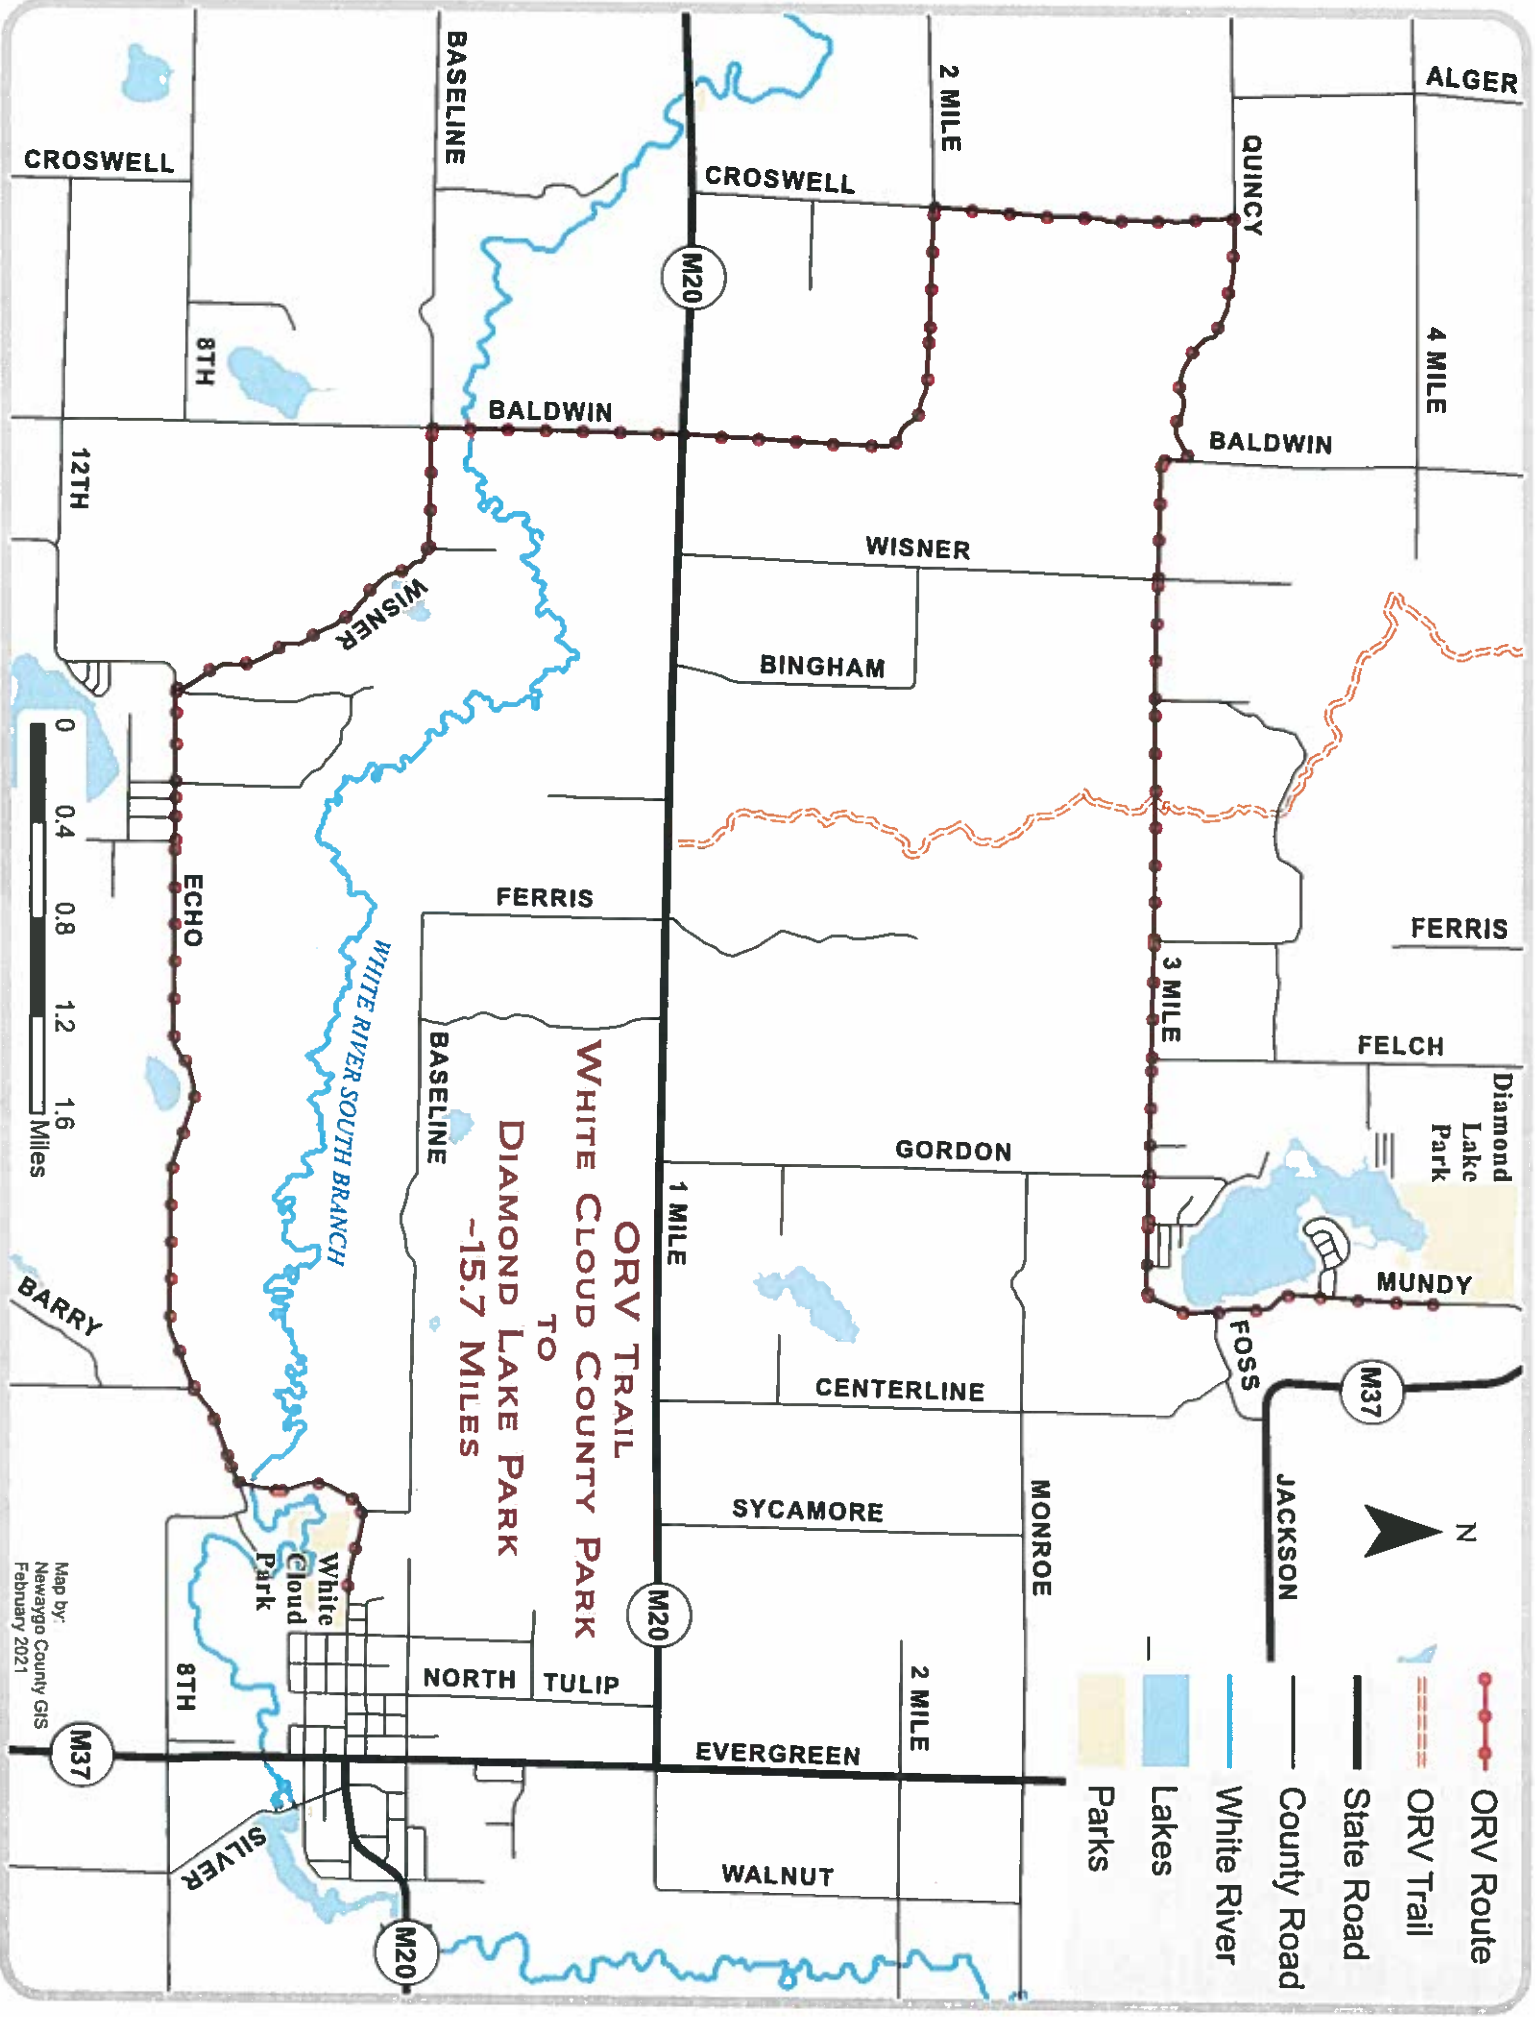 ALGER
QUINCY
4 MILE
2 MILE
BASELINE
CROSWELL
CROSWELL
M20
8TH
BALDWIN
BALDWIN
12TH
WISNER
WISNER
BINGHAM
FERRIS
FERRIS
ECHO
3 MILE
FELCH
Diamond
Lake
Park
WHITE RIVER SOUTH BRANCH
BASELINE
GORDON
1 MILE
MUNDY
FOSS
M37
BARRY
CENTERLINE
JACKSON
N
SYCAMORE
MONROE
ORV TRAIL
WHITE CLOUD COUNTY PARK
TO
DIAMOND LAKE PARK
~15.7 MILES
White
Cloud
Park
M20
NORTH
TULIP
2 MILE
8TH
M37
EVERGREEN
SILVER
WALNUT
M20
ORV Route
ORV Trail
State Road
County Road
White River
Lakes
Parks
0 0.4 0.8 1.2 1.6
Miles
Map by:
Newaygo County GIS
February 2021